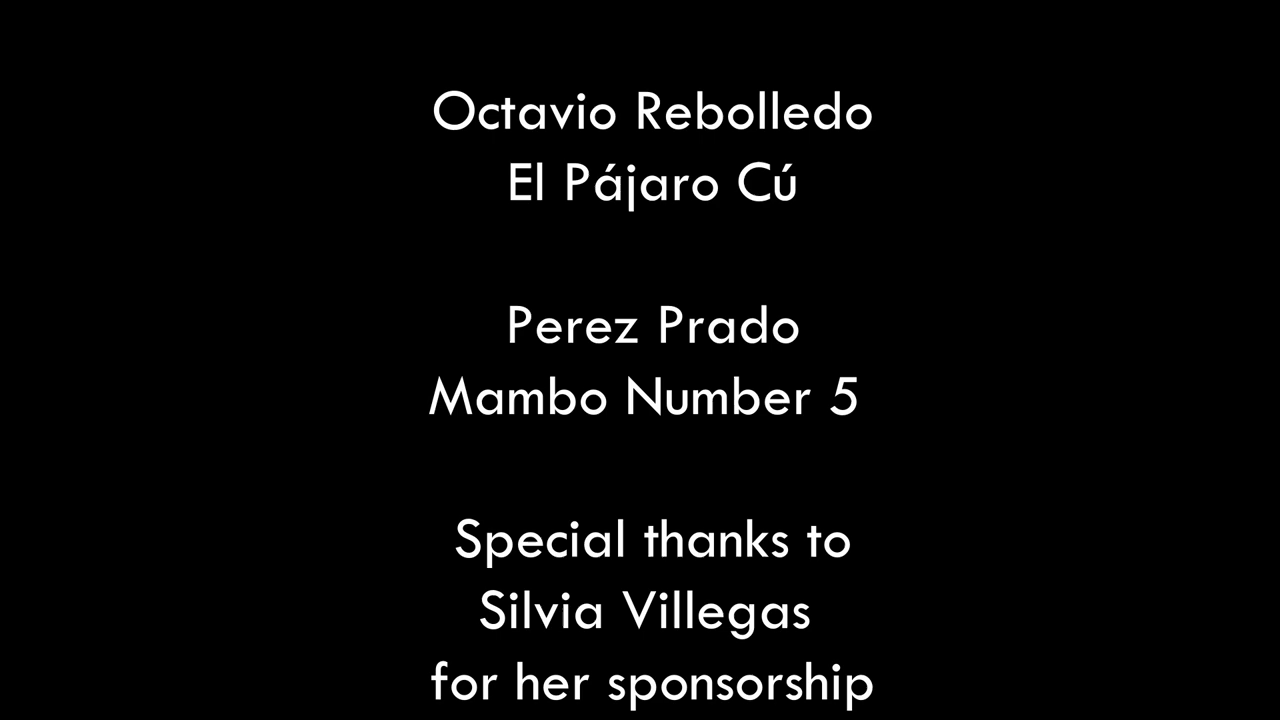 Octavio Rebolledo
El Pájaro Cú
Perez Prado
Mambo Number 5
Special thanks to
Silvia Villegas
for her sponsorship